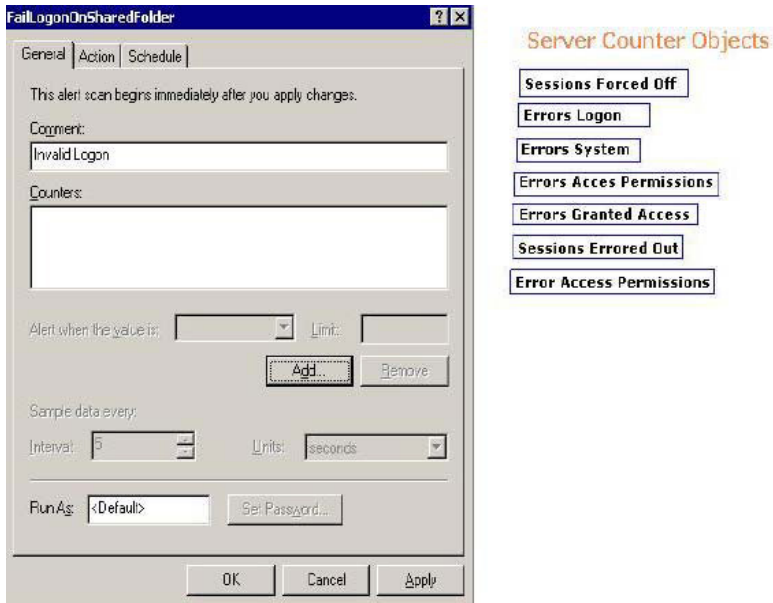 FailLogonOnSharedFolder
General Action Schedule
This alert scan begins immediately after you apply changes.
Comment:
Invalid Logon
Counters:
Alert when the value is: Limit:
Add... Remove
Sample data every:
Interval: 5 Units: seconds
Run As: <Default> Set Password...
OK Cancel Apply
Server Counter Objects
Sessions Forced Off
Errors Logon
Errors System
Errors Acces Permissions
Errors Granted Access
Sessions Errored Out
Error Access Permissions